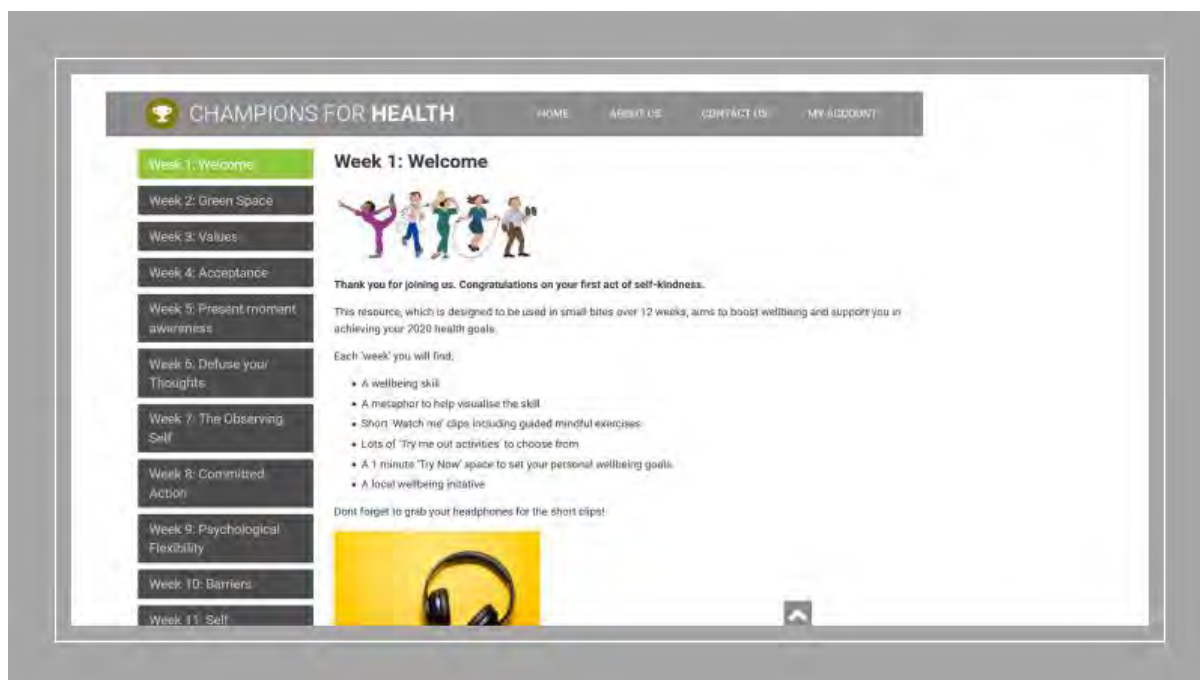 CHAMPIONS FOR HEALTH
HOME
ABOUT US
CONTACT US
MY ACCOUNT
Week 1: Welcome
Week 2: Green Space
Week 3: Values
Week 4: Acceptance
Week 5: Present moment
awareness
Week 6: Defuse your
Thoughts
Week 7: The Observing
Self
Week 8: Committed
Action
Week 9: Psychological
Flexibility
Week 10: Barriers
Week 11: Self
Week 1: Welcome
Thank you for joining us. Congratulations on your first act of self-kindness.
This resource, which is designed to be used in small bites over 12 weeks, aims to boost wellbeing and support you in
achieving your 2020 health goals.
Each 'week' you will find;
• A wellbeing skill
• A metaphor to help visualise the skill
• Short 'Watch me' clips including guided mindful exercises
• Lots of 'Try me out activities' to choose from
• A 1 minute 'Try Now' space to set your personal wellbeing goals.
• A local wellbeing initative
Dont forget to grab your headphones for the short clips!